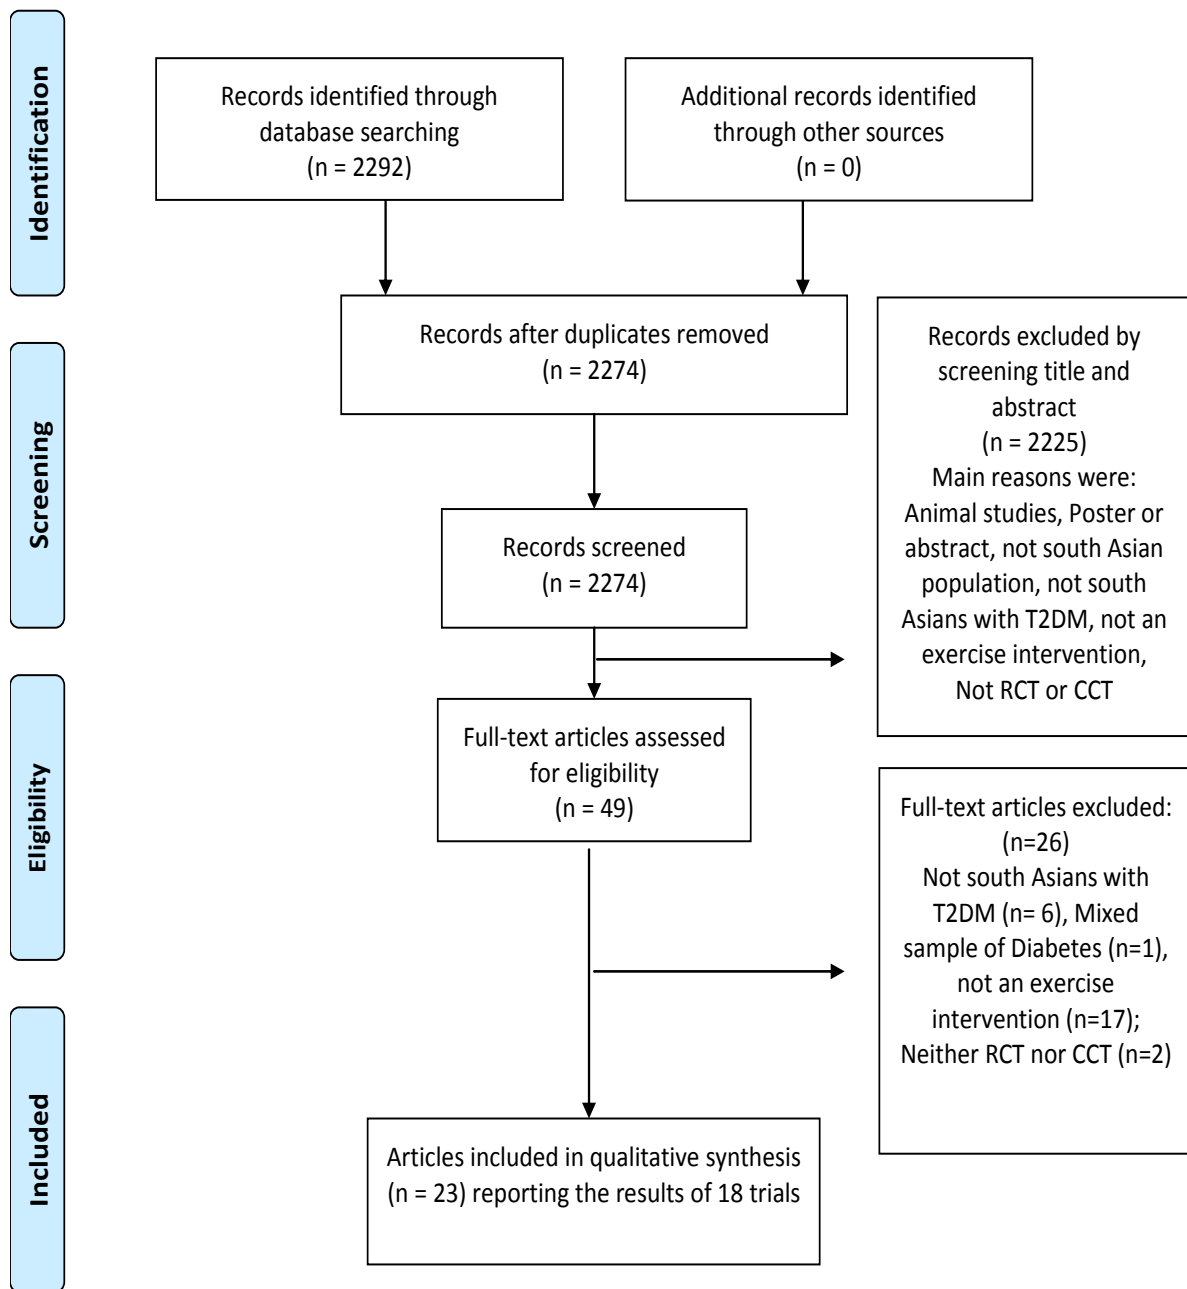 Identification
Records identified through
database searching
(n = 2292)
Additional records identified
through other sources
(n = 0)
Screening
Records after duplicates removed
(n = 2274)
Records excluded by
screening title and
abstract
(n = 2225)
Main reasons were:
Animal studies, Poster or
abstract, not south Asian
population, not south
Asians with T2DM, not an
exercise intervention,
Not RCT or CCT
Records screened
(n = 2274)
Eligibility
Full-text articles assessed
for eligibility
(n = 49)
Full-text articles excluded:
(n=26)
Not south Asians with
T2DM (n= 6), Mixed
sample of Diabetes (n=1),
not an exercise
intervention (n=17);
Neither RCT nor CCT (n=2)
Included
Articles included in qualitative synthesis
(n = 23) reporting the results of 18 trials